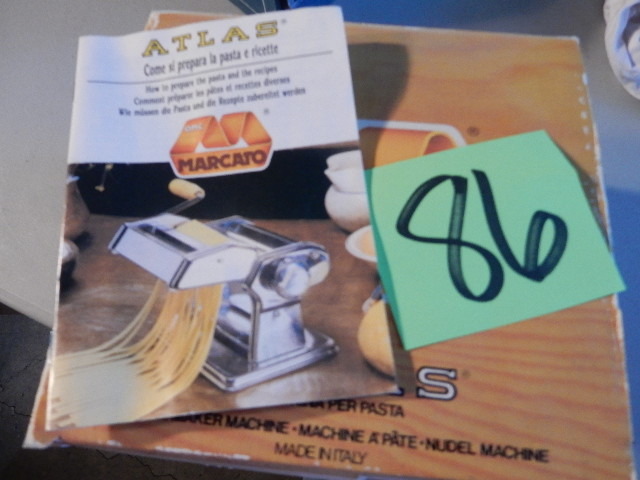 ATLAS®
Come si prepara la pasta e ricette
How to prepare the pasta and the recipes
Comment préparer les pâtes et recettes diverses
Wie müssen die Pasta und die Rezepte zubereitet werden
®
MARCATO
®
86
S®
PER PASTA
MACHINE • MACHINE A PÂTE • NUDEL MACHINE
MADE IN ITALY